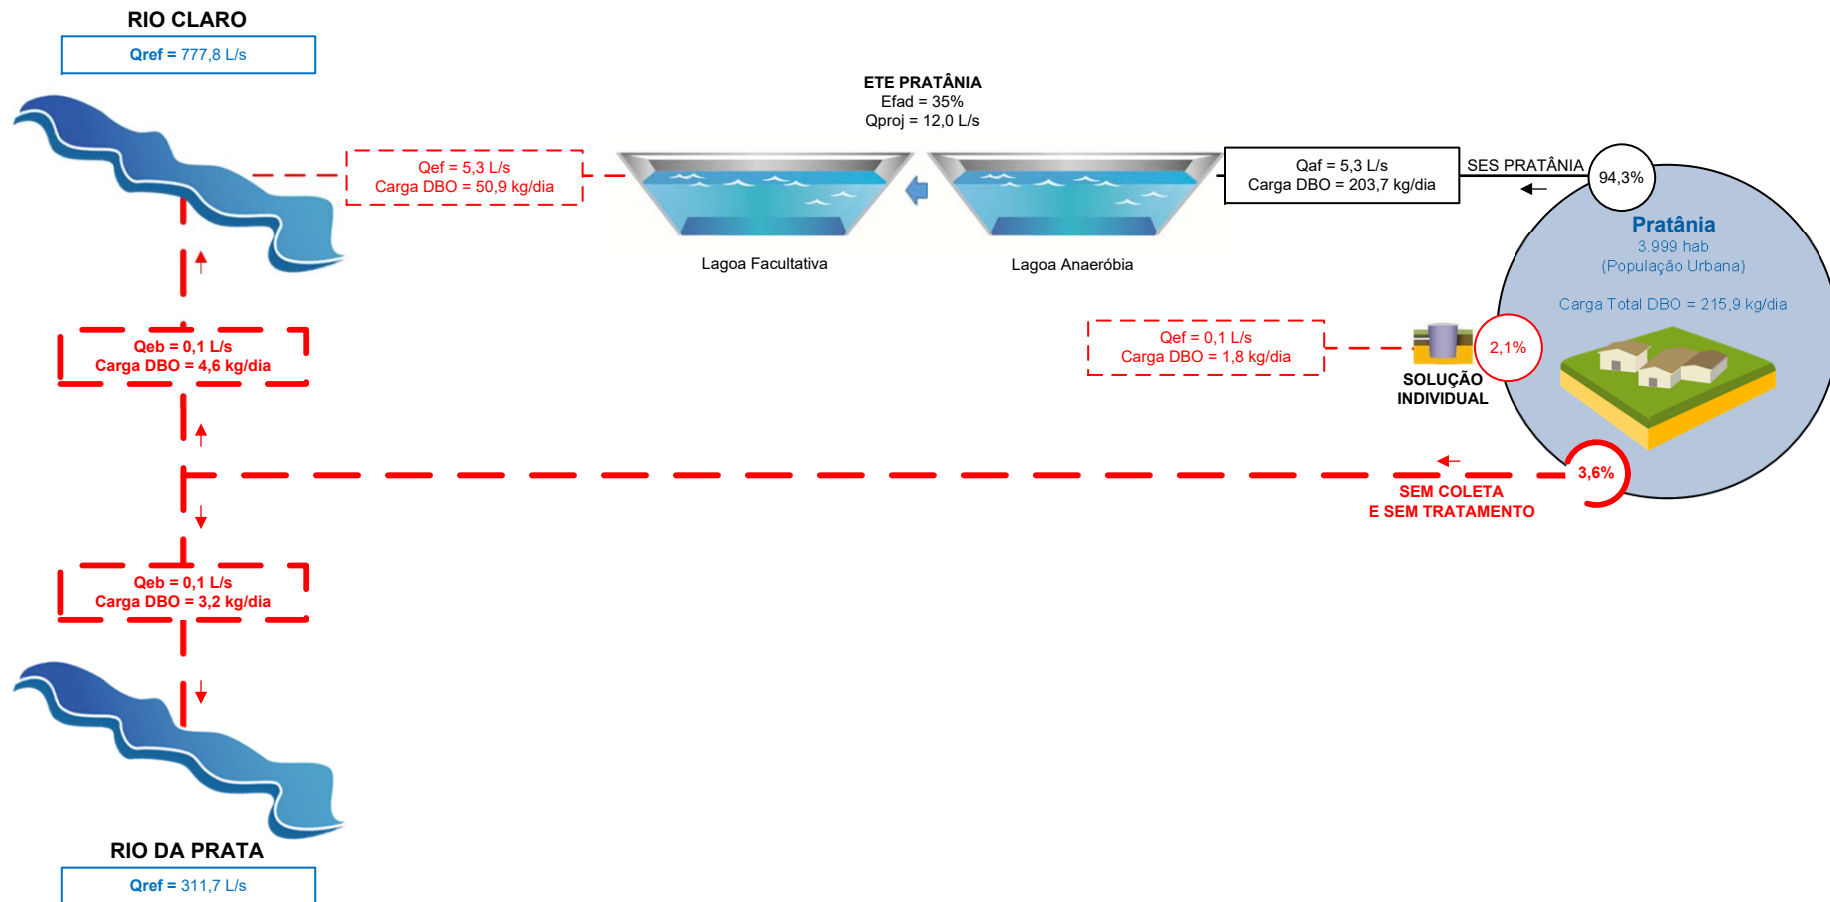 RIO CLARO
Qref = 777,8 L/s
ETE PRATÂNIA
Efad = 35%
Qproj = 12,0 L/s
Qef = 5,3 L/s
Carga DBO = 50,9 kg/dia
Qaf = 5,3 L/s
Carga DBO = 203,7 kg/dia
SES PRATÂNIA
94,3%
Lagoa Facultativa
Lagoa Anaeróbia
Pratânia
3.999 hab
(População Urbana)
Carga Total DBO = 215,9 kg/dia
Qeb = 0,1 L/s
Carga DBO = 4,6 kg/dia
Qef = 0,1 L/s
Carga DBO = 1,8 kg/dia
2,1%
SOLUÇÃO
INDIVIDUAL
3,6%
SEM COLETA
E SEM TRATAMENTO
Qeb = 0,1 L/s
Carga DBO = 3,2 kg/dia
RIO DA PRATA
Qref = 311,7 L/s